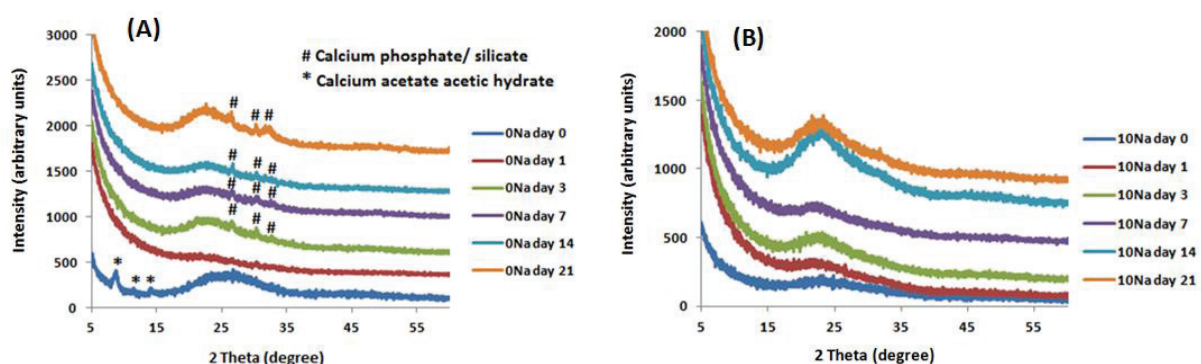 (A)
3000
2500
2000
1500
1000
500
0
Intensity (arbitrary units)
# Calcium phosphate/ silicate
* Calcium acetate acetic hydrate
#
# #
#
#
#
#
#
#
#
#
#
*
* *
5
15
25
35
45
55
2 Theta (degree)
0Na day 0
0Na day 1
0Na day 3
0Na day 7
0Na day 14
0Na day 21
(B)
2000
1500
1000
500
0
Intensity (arbitrary units)
5
15
25
35
45
55
2 Theta (degree)
10Na day 0
10Na day 1
10Na day 3
10Na day 7
10Na day 14
10Na day 21